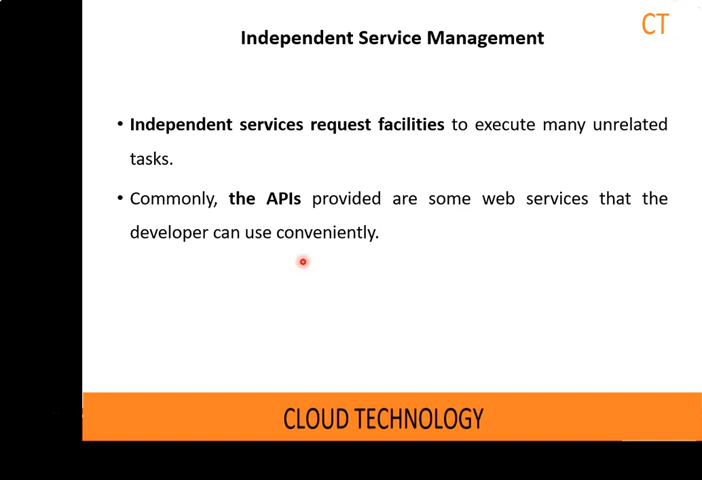 CT
Independent Service Management
• Independent services request facilities to execute many unrelated
tasks.
• Commonly, the APIs provided are some web services that the
developer can use conveniently.
CLOUD TECHNOLOGY